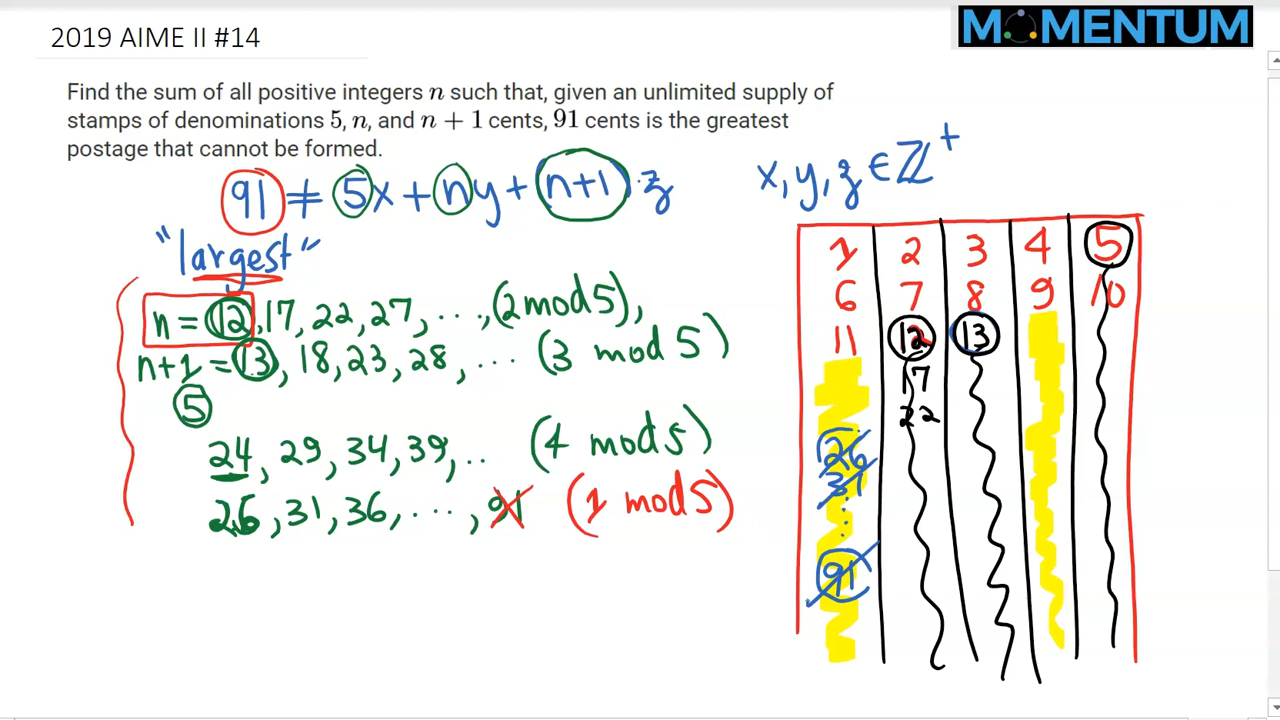 MOMENTUM
2019 AIME II #14
Find the sum of all positive integers n such that, given an unlimited supply of
stamps of denominations 5, n, and n + 1 cents, 91 cents is the greatest
postage that cannot be formed.
91 ≠ 5x + ny + (n+1)·z
x, y, z ∈ ℤ⁺
"largest"
n = 12, 17, 22, 27, ..., (2 mod 5),
n+1 = 13, 18, 23, 28, ... (3 mod 5)
5
24, 29, 34, 39, .. (4 mod 5)
26, 31, 36, ..., 91 (1 mod 5)
1 2 3 4 5
6 7 8 9 10
11 12 13
17
22
26
31
⋮
91